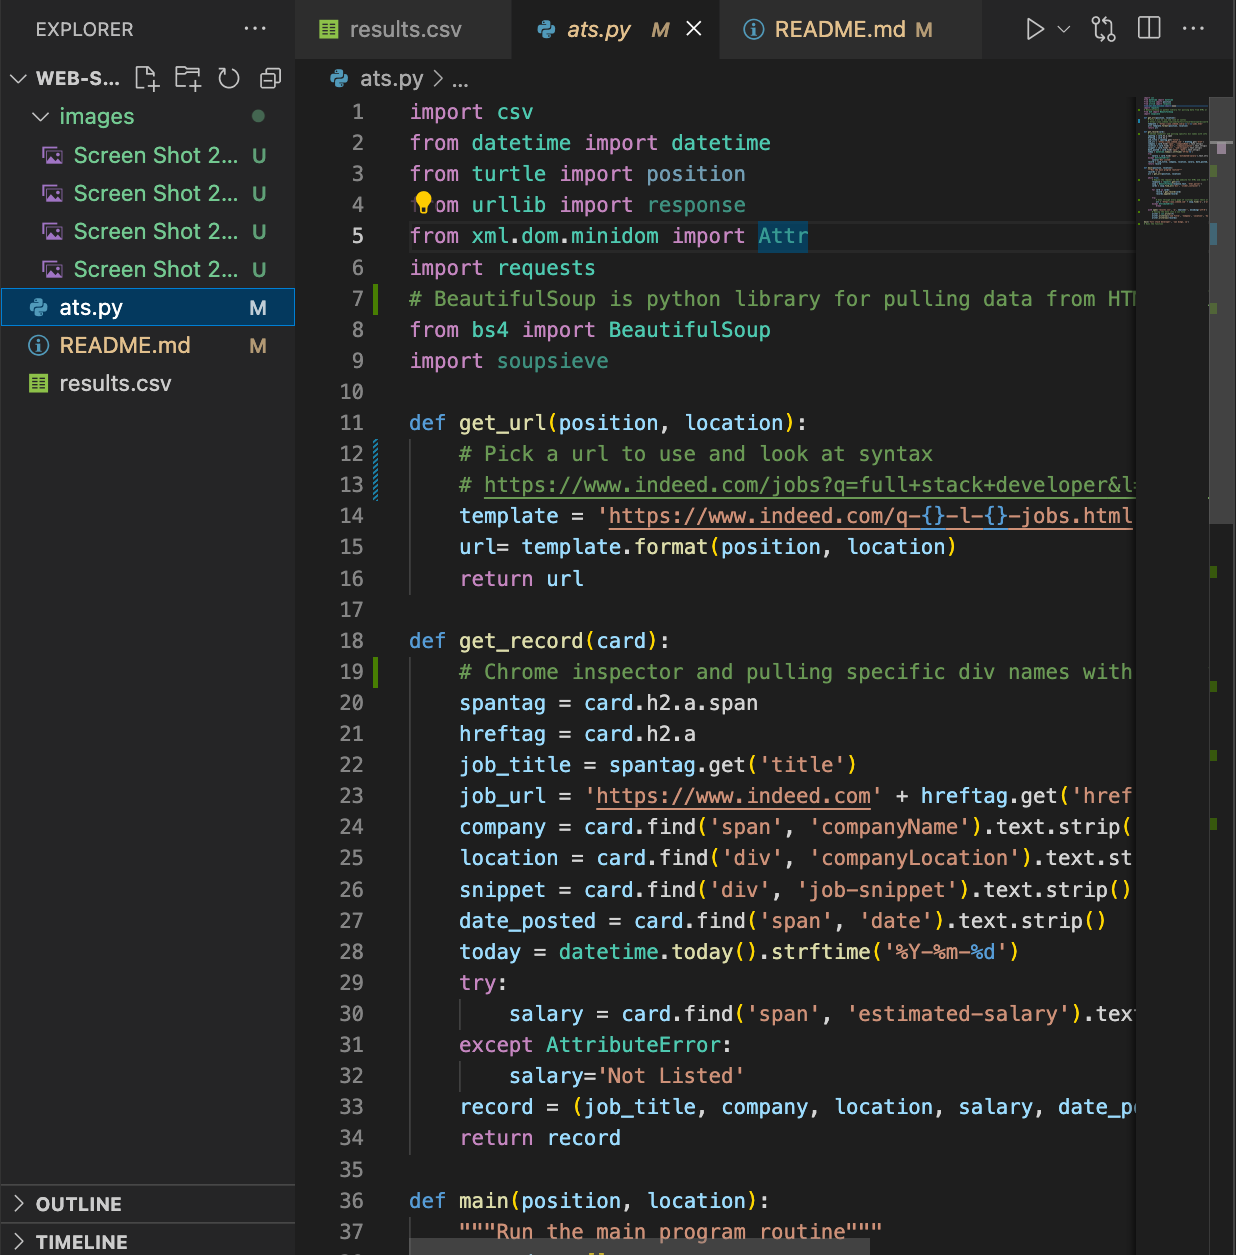 EXPLORER
WEB-S...
images
Screen Shot 2... U
Screen Shot 2... U
Screen Shot 2... U
Screen Shot 2... U
ats.py M
README.md M
results.csv
OUTLINE
TIMELINE
results.csv ats.py M README.md M
ats.py > ...
1 import csv
2 from datetime import datetime
3 from turtle import position
4 from urllib import response
5 from xml.dom.minidom import Attr
6 import requests
7 # BeautifulSoup is python library for pulling data from HTM
8 from bs4 import BeautifulSoup
9 import soupsieve
10
11 def get_url(position, location):
12 # Pick a url to use and look at syntax
13 # https://www.indeed.com/jobs?q=full+stack+developer&l=
14 template = 'https://www.indeed.com/q-{}-l-{}-jobs.html
15 url= template.format(position, location)
16 return url
17
18 def get_record(card):
19 # Chrome inspector and pulling specific div names with
20 spantag = card.h2.a.span
21 hreftag = card.h2.a
22 job_title = spantag.get('title')
23 job_url = 'https://www.indeed.com' + hreftag.get('href
24 company = card.find('span', 'companyName').text.strip(
25 location = card.find('div', 'companyLocation').text.st
26 snippet = card.find('div', 'job-snippet').text.strip()
27 date_posted = card.find('span', 'date').text.strip()
28 today = datetime.today().strftime('%Y-%m-%d')
29 try:
30 salary = card.find('span', 'estimated-salary').tex
31 except AttributeError:
32 salary='Not Listed'
33 record = (job_title, company, location, salary, date_p
34 return record
35
36 def main(position, location):
37 """Run the main program routine"""